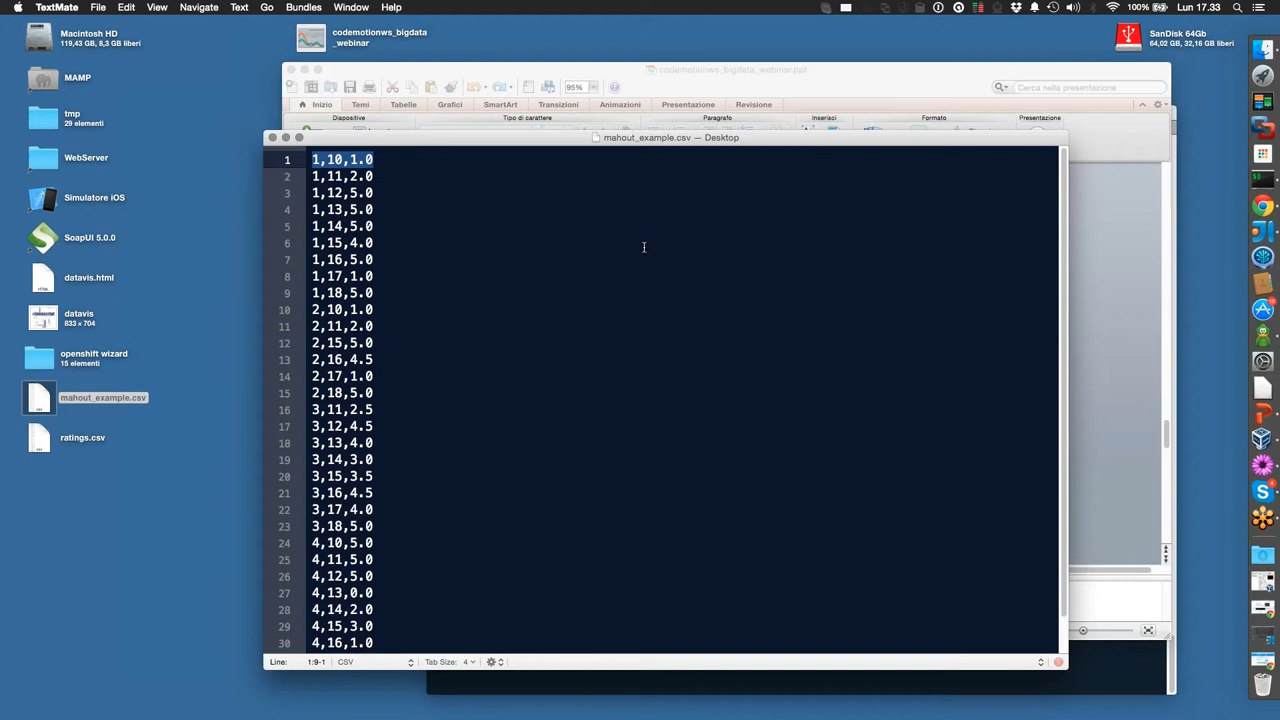 TextMate File Edit View Navigate Text Go Bundles Window Help
100% Lun 17.33
Macintosh HD
119,43 GB, 8,3 GB liberi
MAMP
tmp
29 elementi
WebServer
Simulatore iOS
SoapUI 5.0.0
datavis.html
datavis
833 x 704
openshift wizard
15 elementi
mahout_example.csv
ratings.csv
codemotionws_bigdata
_webinar
SanDisk 64Gb
64,02 GB, 32,16 GB liberi
codemotionws_bigdata_webinar.ppt
95%
Cerca nella presentazione
Inizio Temi Tabelle Grafici SmartArt Transizioni Animazioni Presentazione Revisione
Diapositive Tipo di carattere Paragrafo Inserisci Formato Presentazione
mahout_example.csv — Desktop
1 1,10,1.0
2 1,11,2.0
3 1,12,5.0
4 1,13,5.0
5 1,14,5.0
6 1,15,4.0
7 1,16,5.0
8 1,17,1.0
9 1,18,5.0
10 2,10,1.0
11 2,11,2.0
12 2,15,5.0
13 2,16,4.5
14 2,17,1.0
15 2,18,5.0
16 3,11,2.5
17 3,12,4.5
18 3,13,4.0
19 3,14,3.0
20 3,15,3.5
21 3,16,4.5
22 3,17,4.0
23 3,18,5.0
24 4,10,5.0
25 4,11,5.0
26 4,12,5.0
27 4,13,0.0
28 4,14,2.0
29 4,15,3.0
30 4,16,1.0
Line: 1:9-1 CSV Tab Size: 4